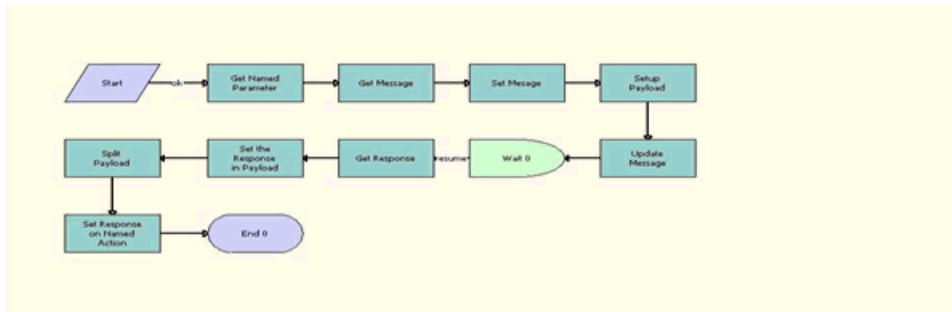 Start
ok
Get Named
Parameter
Get Message
Set Mesage
Setup
Payload
Update
Message
Wait 0
esume
Get Response
Set the
Response
in Payload
Split
Payload
Set Response
on Named
Action
End 0